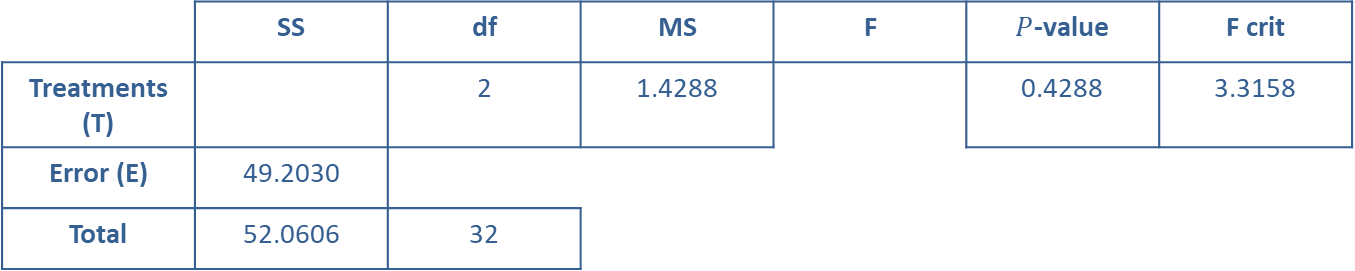 SS df MS F P-value F crit
Treatments (T) 2 1.4288 0.4288 3.3158
Error (E) 49.2030
Total 52.0606 32